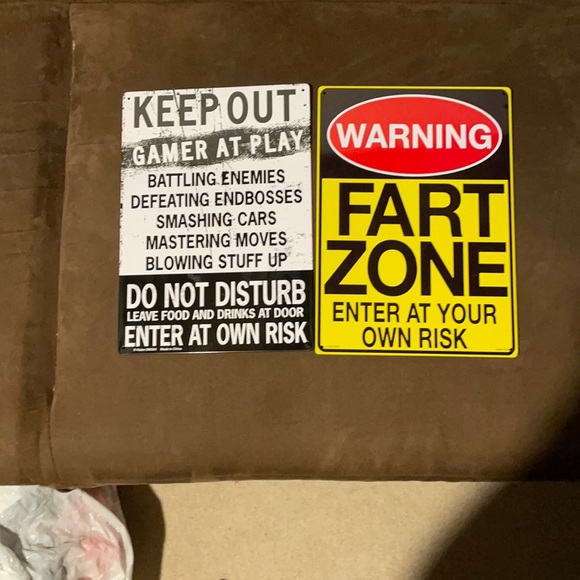 KEEP OUT
GAMER AT PLAY
BATTLING ENEMIES
DEFEATING ENDBOSSES
SMASHING CARS
MASTERING MOVES
BLOWING STUFF UP
DO NOT DISTURB
LEAVE FOOD AND DRINKS AT DOOR
ENTER AT OWN RISK
WARNING
FART
ZONE
ENTER AT YOUR
OWN RISK